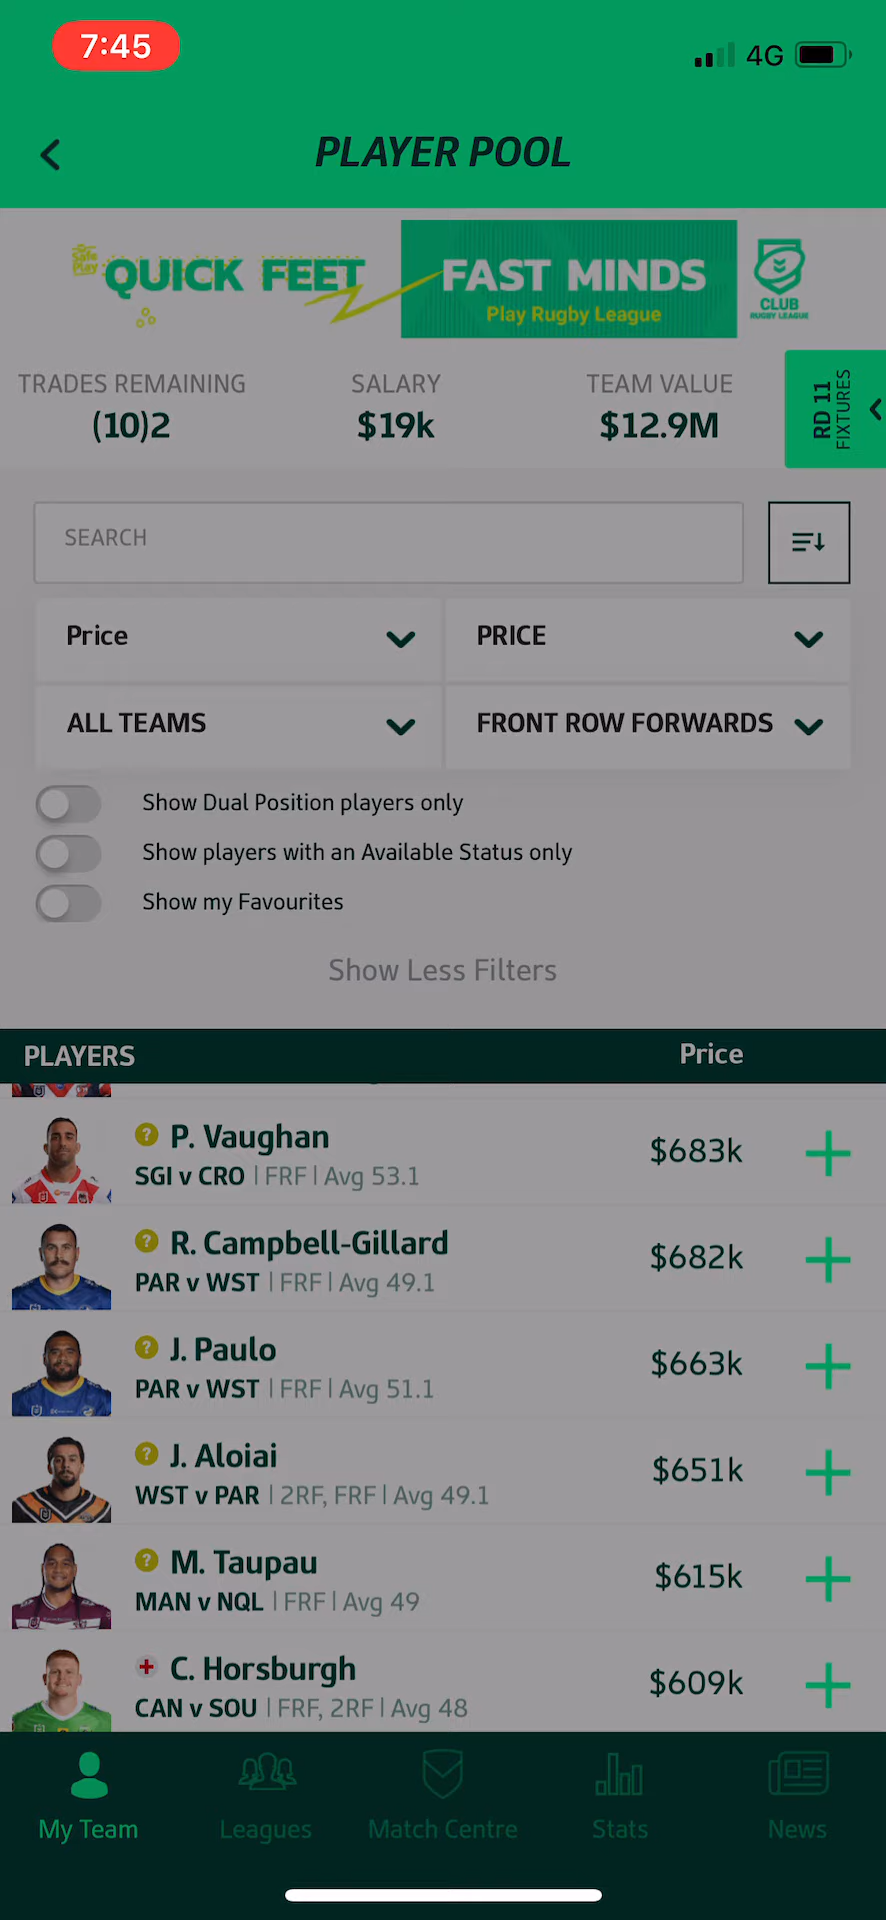 7:45
4G
PLAYER POOL
Safe Play
QUICK FEET
FAST MINDS
Play Rugby League
CLUB
RUGBY LEAGUE
TRADES REMAINING
SALARY
TEAM VALUE
(10)2
$19k
$12.9M
RD 11
FIXTURES
SEARCH
Price
PRICE
ALL TEAMS
FRONT ROW FORWARDS
Show Dual Position players only
Show players with an Available Status only
Show my Favourites
Show Less Filters
PLAYERS
Price
? P. Vaughan
$683k
SGI v CRO | FRF | Avg 53.1
? R. Campbell-Gillard
$682k
PAR v WST | FRF | Avg 49.1
? J. Paulo
$663k
PAR v WST | FRF | Avg 51.1
? J. Aloiai
$651k
WST v PAR | 2RF, FRF | Avg 49.1
? M. Taupau
$615k
MAN v NQL | FRF | Avg 49
C. Horsburgh
$609k
CAN v SOU | FRF, 2RF | Avg 48
My Team
Leagues
Match Centre
Stats
News